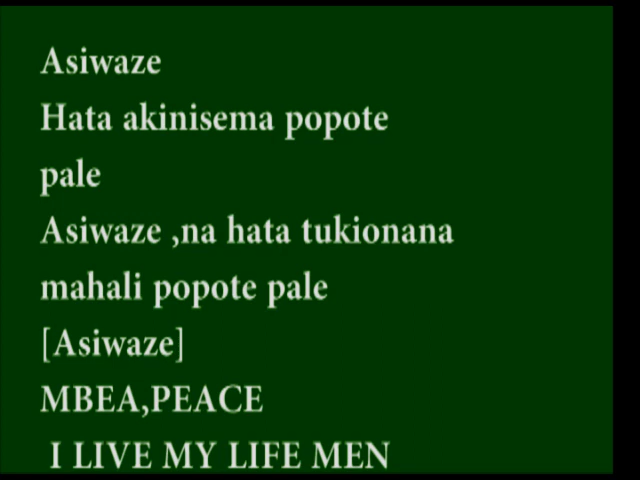 Asiwaze
Hata akinisema popote
pale
Asiwaze ,na hata tukionana
mahali popote pale
[Asiwaze]
MBEA,PEACE
I LIVE MY LIFE MEN